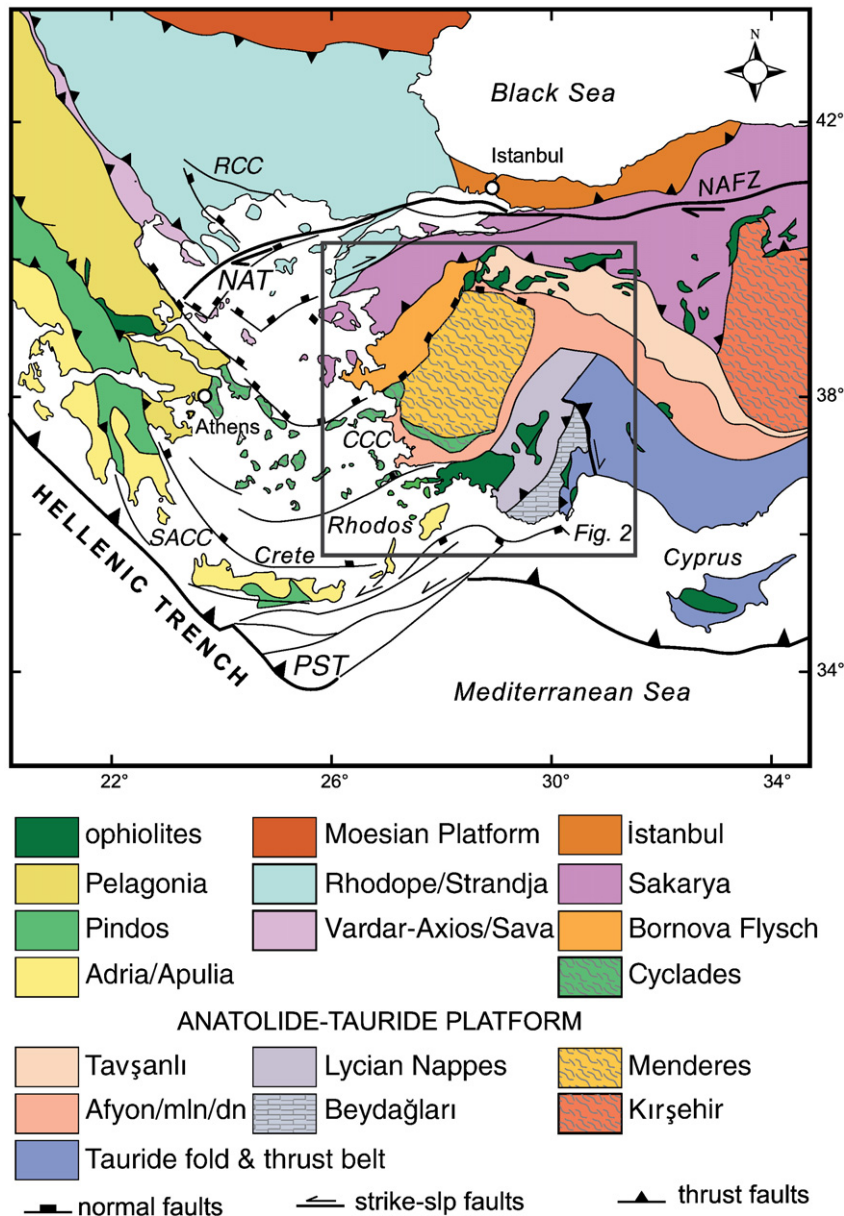 N
Black Sea
42°
RCC
Istanbul
NAFZ
NAT
38°
Athens
CCC
Rhodos
SACC
Crete
Fig. 2
Cyprus
HELLENIC TRENCH
PST
34°
Mediterranean Sea
22° 26° 30° 34°
ophiolites Moesian Platform İstanbul
Pelagonia Rhodope/Strandja Sakarya
Pindos Vardar-Axios/Sava Bornova Flysch
Adria/Apulia Cyclades
ANATOLIDE-TAURIDE PLATFORM
Tavşanlı Lycian Nappes Menderes
Afyon/mln/dn Beydağları Kırşehir
Tauride fold & thrust belt
normal faults strike-slp faults thrust faults